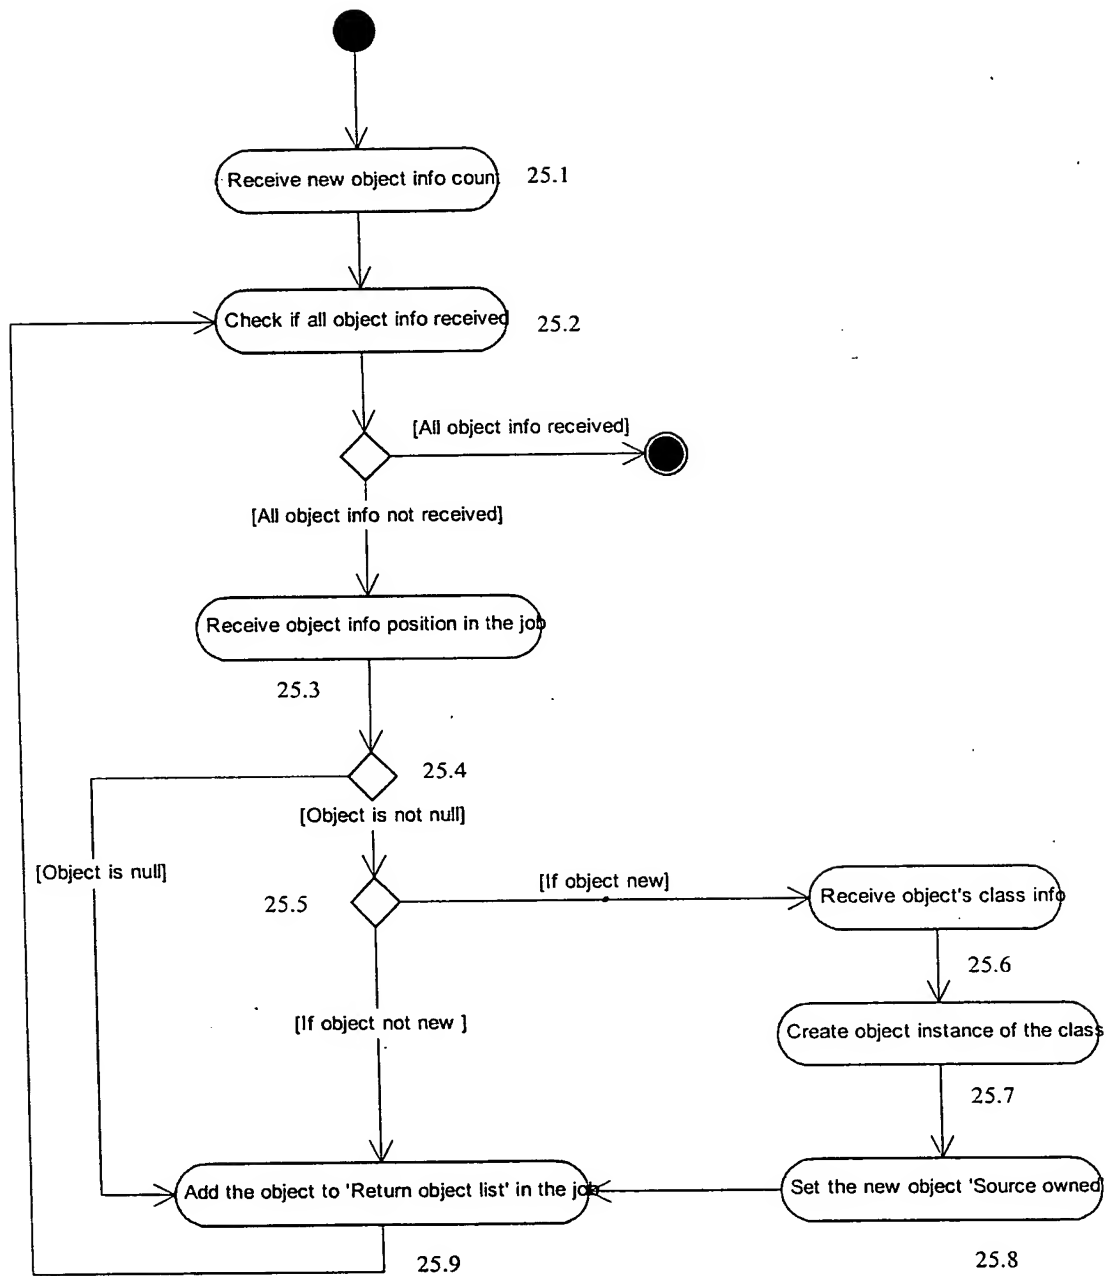 Receive new object info count
25.1
Check if all object info received
25.2
[All object info received]
[All object info not received]
Receive object info position in the job
25.3
25.4
[Object is not null]
[Object is null]
25.5
[If object new]
Receive object's class info
25.6
[If object not new ]
Create object instance of the class
25.7
Add the object to 'Return object list' in the job
Set the new object 'Source owned'
25.9
25.8